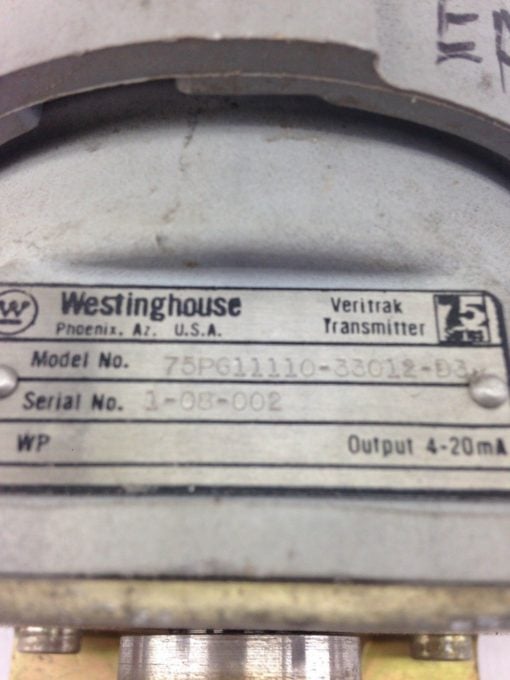 W Westinghouse Veritrak 75
Phoenix, Az. U.S.A. Transmitter
Model No. 75PG11110-33012-D3
Serial No. 1-08-002
WP Output 4-20mA